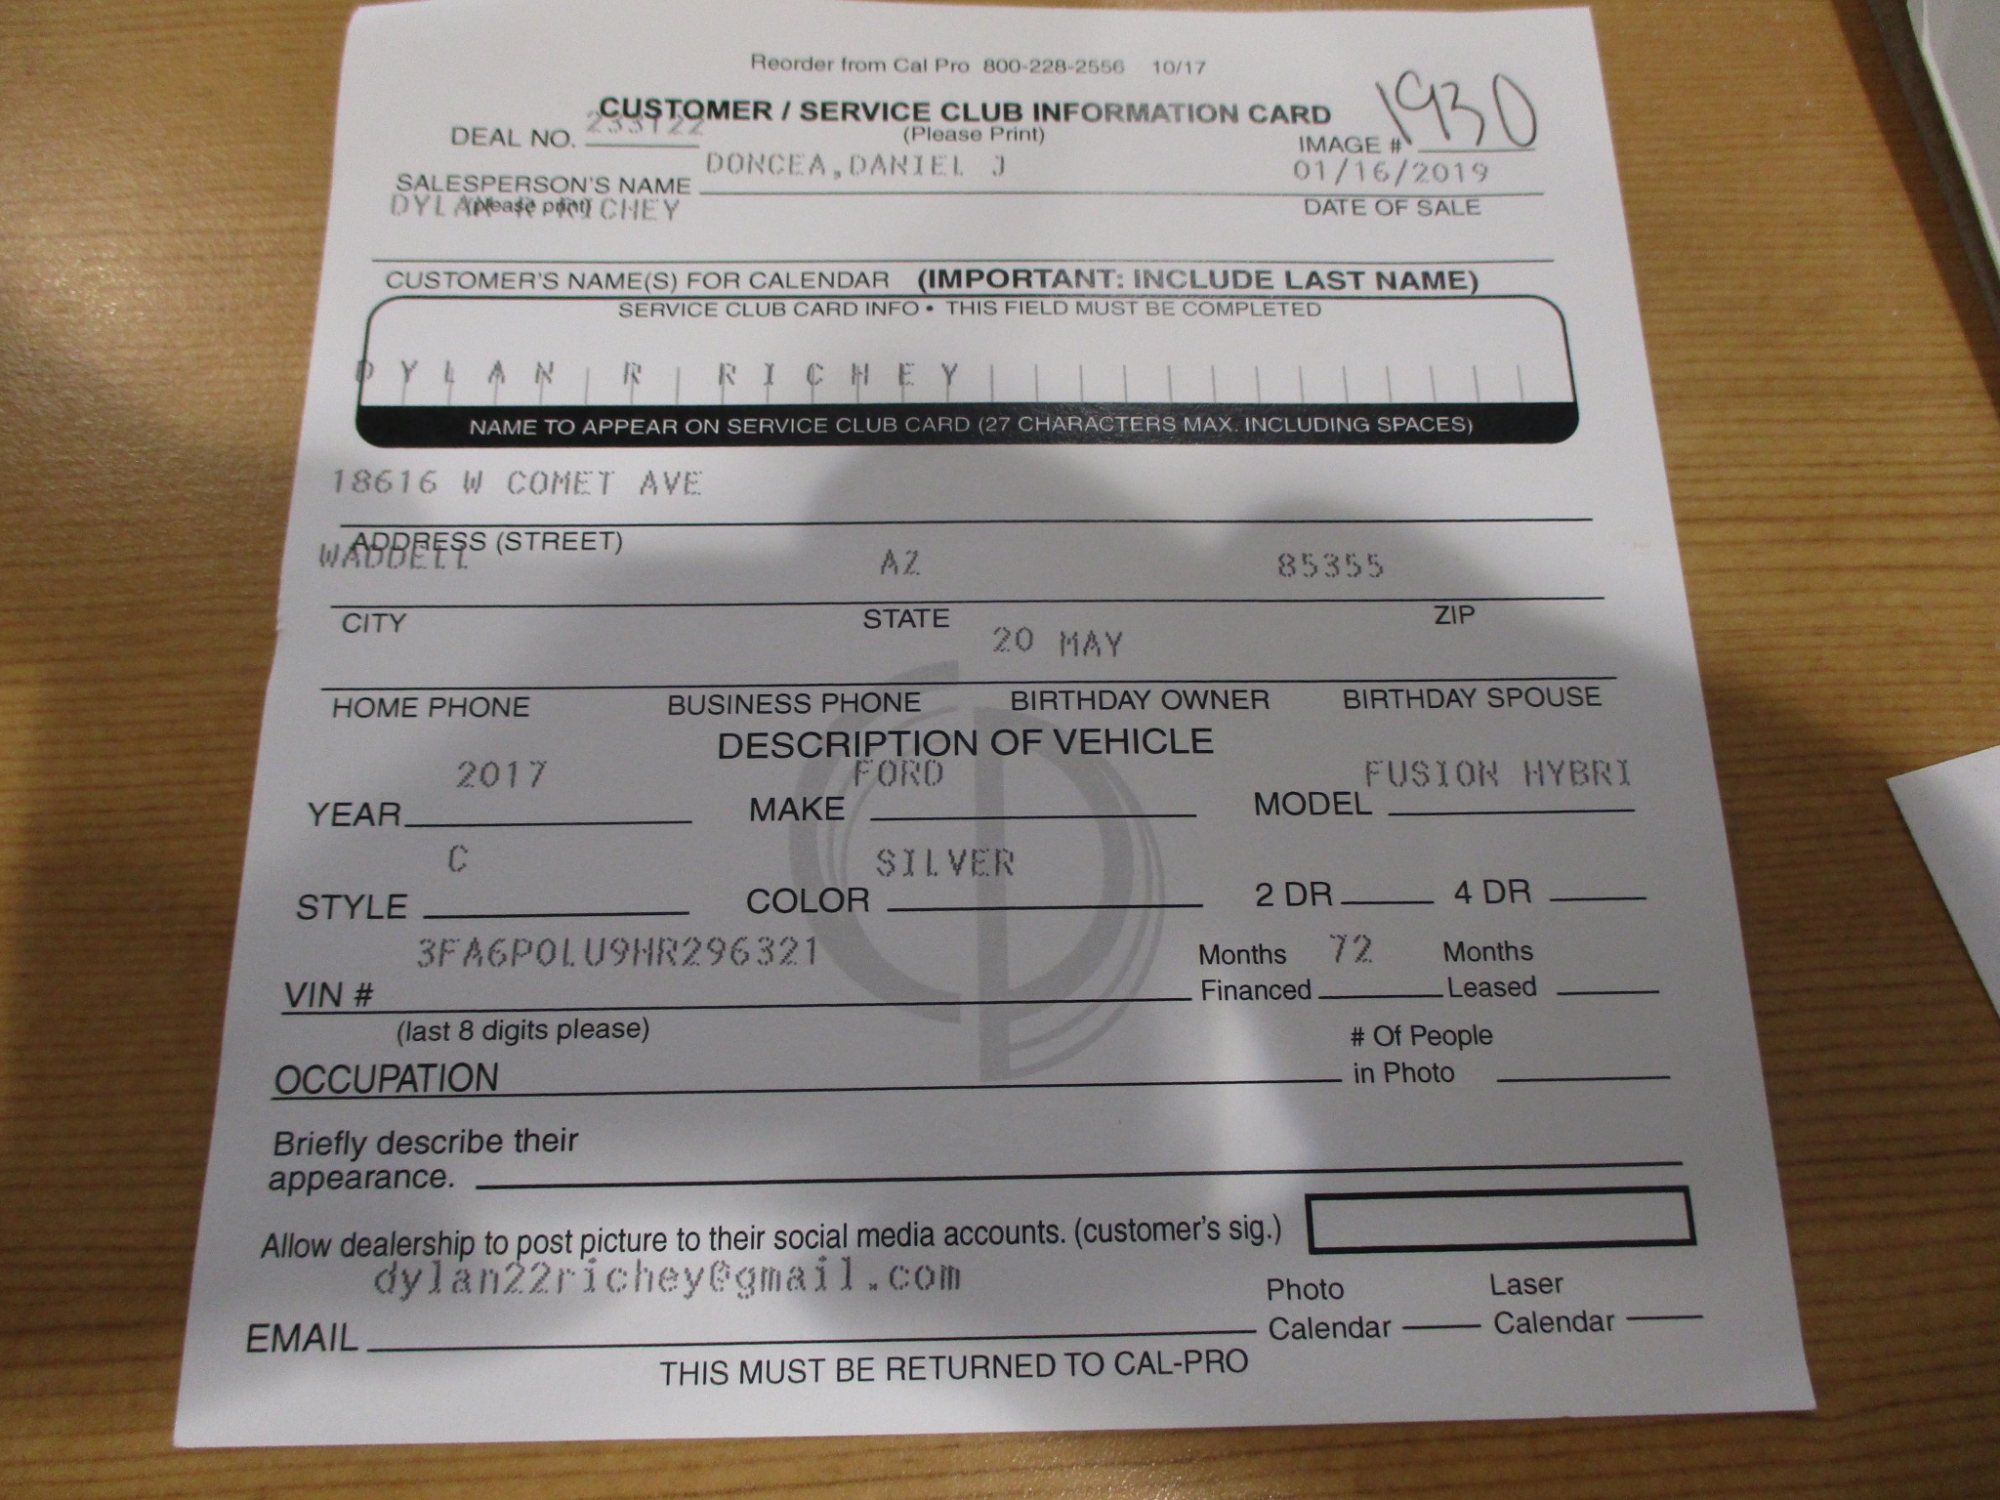 Reorder from Cal Pro 800-228-2556 10/17
CUSTOMER / SERVICE CLUB INFORMATION CARD
(Please Print)
DEAL NO. 233122
IMAGE # 1930
DONCEA,DANIEL J
01/16/2019
SALESPERSON'S NAME
(please print)
DATE OF SALE
DYLAN R RICHEY
CUSTOMER'S NAME(S) FOR CALENDAR (IMPORTANT: INCLUDE LAST NAME)
SERVICE CLUB CARD INFO • THIS FIELD MUST BE COMPLETED
DYLAN R RICHEY
NAME TO APPEAR ON SERVICE CLUB CARD (27 CHARACTERS MAX. INCLUDING SPACES)
18616 W COMET AVE
ADDRESS (STREET)
WADDELL AZ 85355
CITY STATE ZIP
20 MAY
HOME PHONE BUSINESS PHONE BIRTHDAY OWNER BIRTHDAY SPOUSE
DESCRIPTION OF VEHICLE
2017 FORD FUSION HYBRI
YEAR MAKE MODEL
C SILVER
STYLE COLOR 2 DR 4 DR
3FA6P0LU9HR296321
Months 72 Months
VIN # Financed Leased
(last 8 digits please)
# Of People
OCCUPATION in Photo
Briefly describe their
appearance.
Allow dealership to post picture to their social media accounts. (customer's sig.)
dylan22richey@gmail.com
Photo Laser
EMAIL Calendar Calendar
THIS MUST BE RETURNED TO CAL-PRO